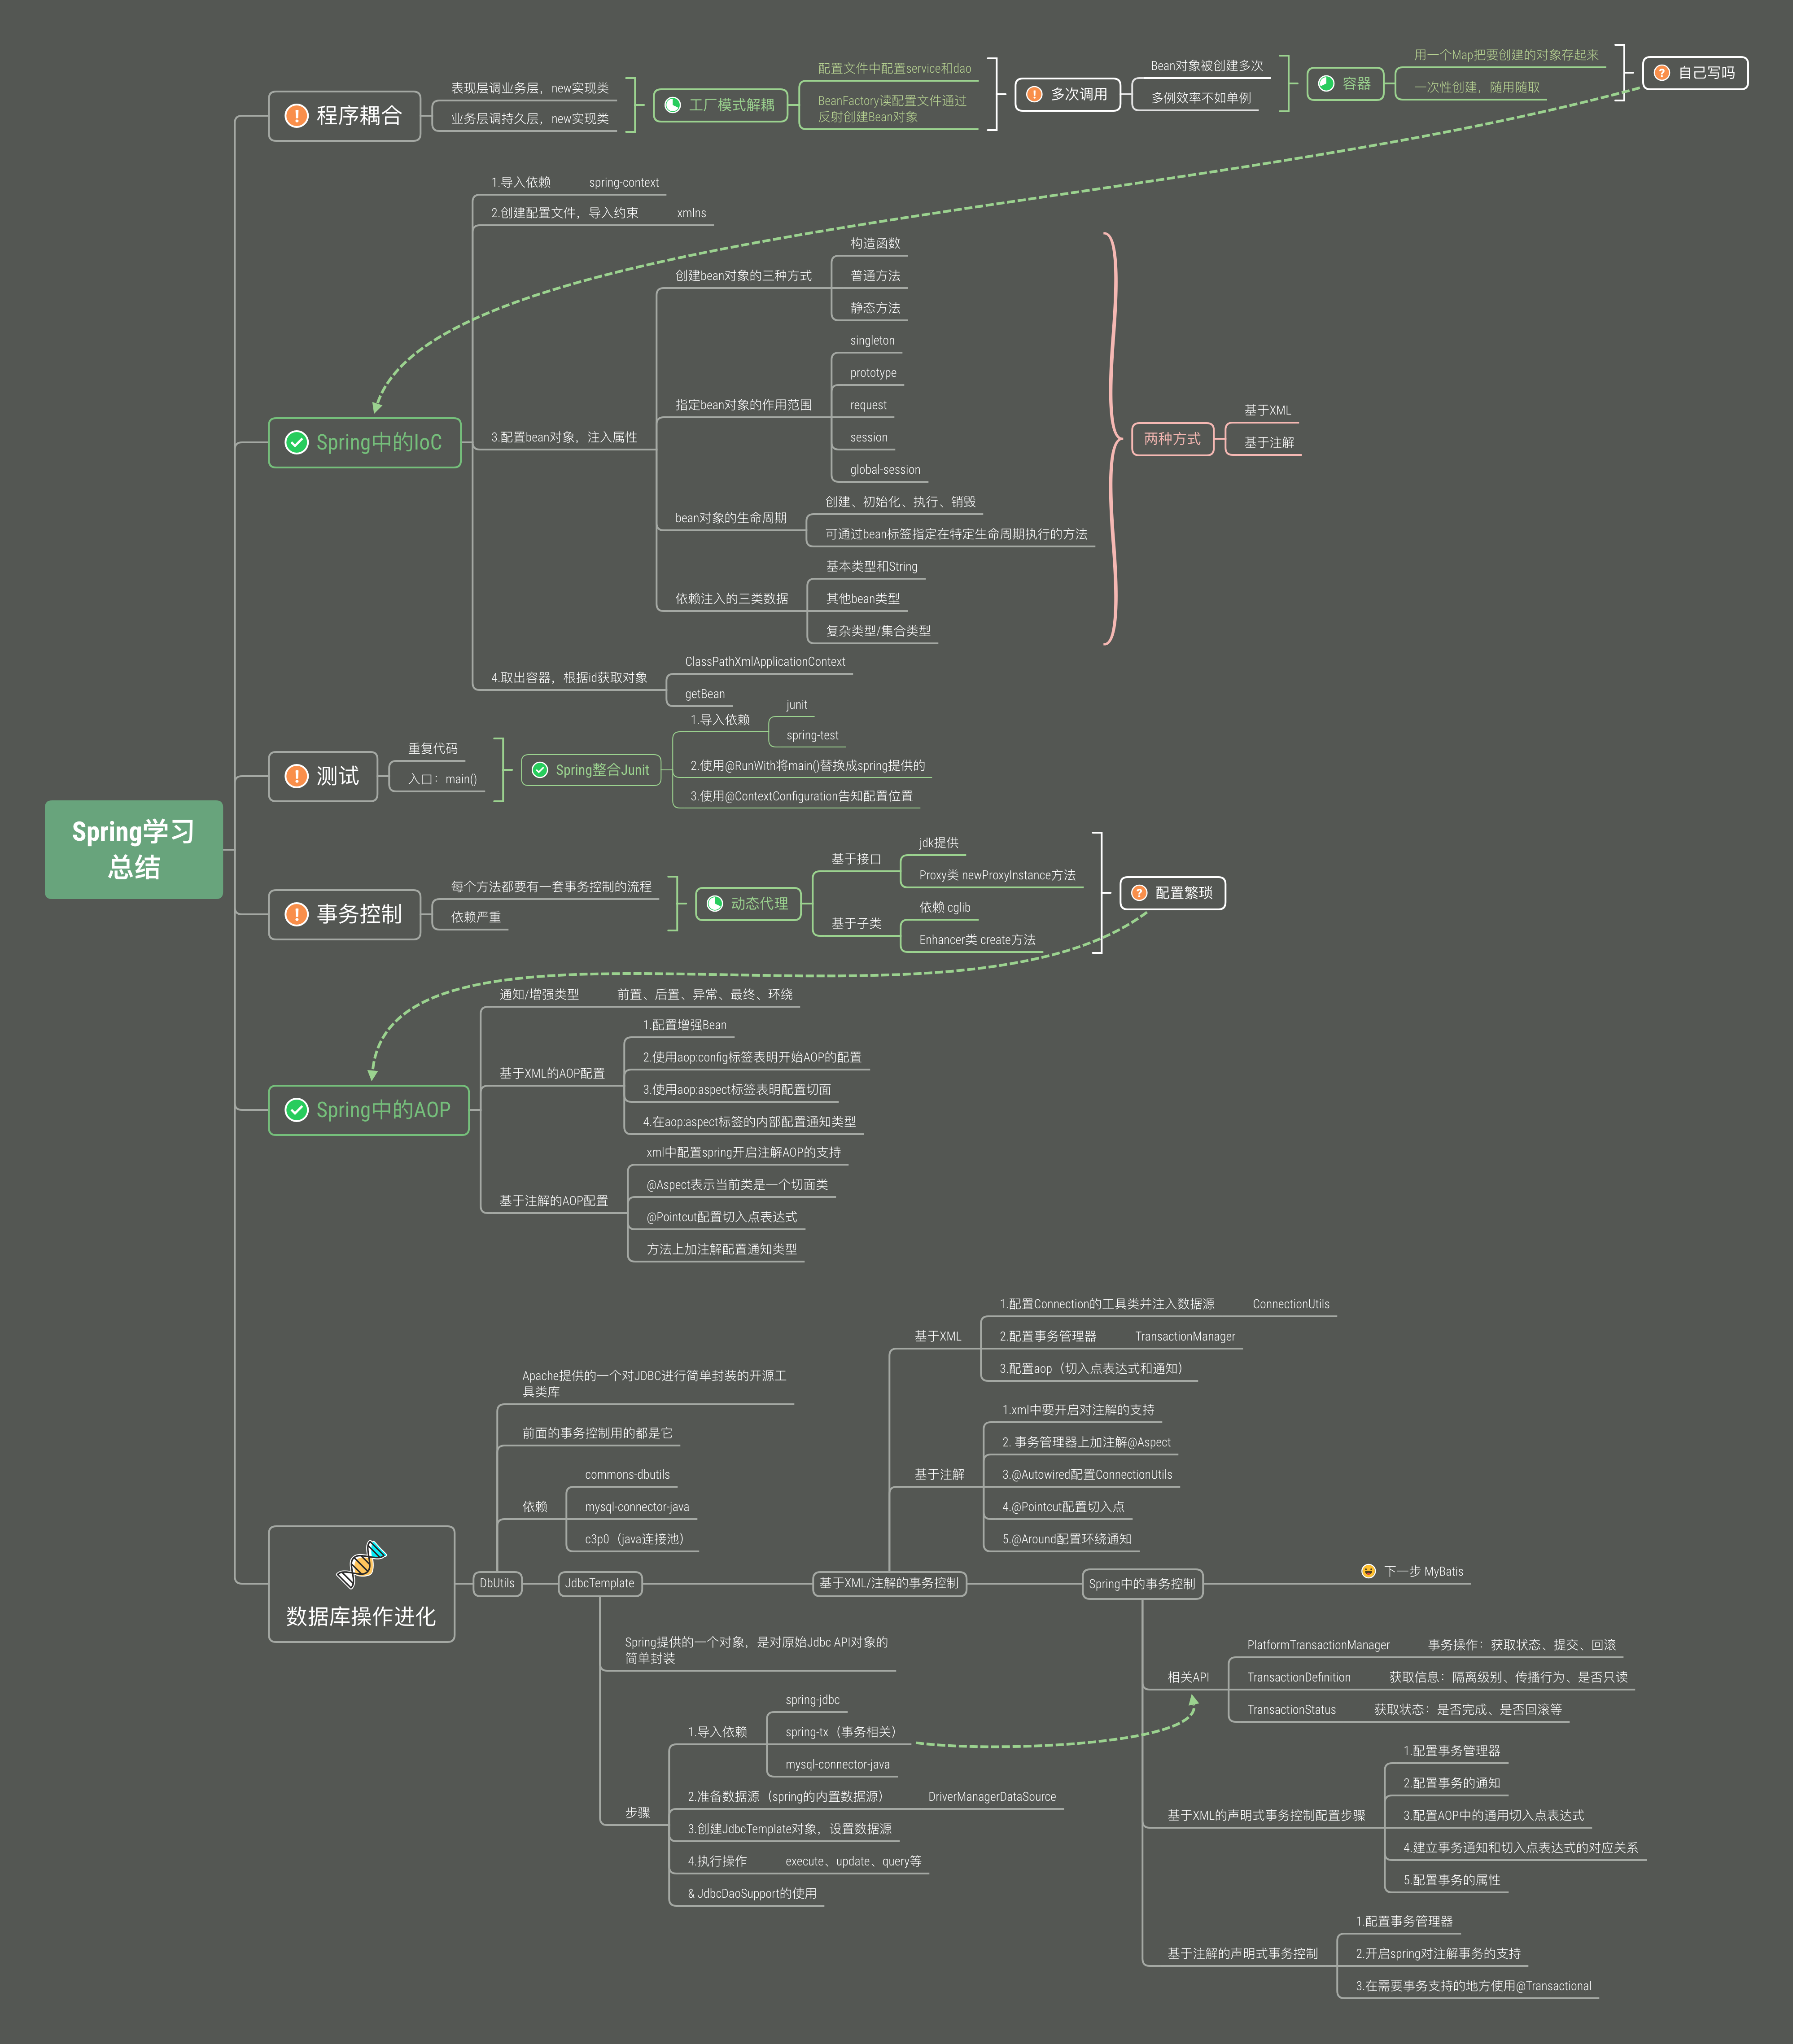 Spring学习
总结
程序耦合
表现层调业务层，new实现类
业务层调持久层，new实现类
工厂模式解耦
配置文件中配置service和dao
BeanFactory读配置文件通过
反射创建Bean对象
多次调用
Bean对象被创建多次
多例效率不如单例
容器
用一个Map把要创建的对象存起来
一次性创建，随用随取
自己写吗
Spring中的IoC
1.导入依赖
spring-context
2.创建配置文件，导入约束
xmlns
3.配置bean对象，注入属性
创建bean对象的三种方式
构造函数
普通方法
静态方法
指定bean对象的作用范围
singleton
prototype
request
session
global-session
bean对象的生命周期
创建、初始化、执行、销毁
可通过bean标签指定在特定生命周期执行的方法
依赖注入的三类数据
基本类型和String
其他bean类型
复杂类型/集合类型
两种方式
基于XML
基于注解
4.取出容器，根据id获取对象
ClassPathXmlApplicationContext
getBean
测试
重复代码
入口：main()
Spring整合Junit
1.导入依赖
junit
spring-test
2.使用@RunWith将main()替换成spring提供的
3.使用@ContextConfiguration告知配置位置
事务控制
每个方法都要有一套事务控制的流程
依赖严重
动态代理
基于接口
jdk提供
Proxy类 newProxyInstance方法
基于子类
依赖 cglib
Enhancer类 create方法
配置繁琐
Spring中的AOP
通知/增强类型
前置、后置、异常、最终、环绕
基于XML的AOP配置
1.配置增强Bean
2.使用aop:config标签表明开始AOP的配置
3.使用aop:aspect标签表明配置切面
4.在aop:aspect标签的内部配置通知类型
基于注解的AOP配置
xml中配置spring开启注解AOP的支持
@Aspect表示当前类是一个切面类
@Pointcut配置切入点表达式
方法上加注解配置通知类型
数据库操作进化
DbUtils
Apache提供的一个对JDBC进行简单封装的开源工
具类库
前面的事务控制用的都是它
依赖
commons-dbutils
mysql-connector-java
c3p0（java连接池）
JdbcTemplate
Spring提供的一个对象，是对原始Jdbc API对象的
简单封装
步骤
1.导入依赖
spring-jdbc
spring-tx（事务相关）
mysql-connector-java
2.准备数据源（spring的内置数据源）
DriverManagerDataSource
3.创建JdbcTemplate对象，设置数据源
4.执行操作
execute、update、query等
& JdbcDaoSupport的使用
基于XML/注解的事务控制
基于XML
1.配置Connection的工具类并注入数据源
ConnectionUtils
2.配置事务管理器
TransactionManager
3.配置aop（切入点表达式和通知）
基于注解
1.xml中要开启对注解的支持
2. 事务管理器上加注解@Aspect
3.@Autowired配置ConnectionUtils
4.@Pointcut配置切入点
5.@Around配置环绕通知
Spring中的事务控制
相关API
PlatformTransactionManager
事务操作：获取状态、提交、回滚
TransactionDefinition
获取信息：隔离级别、传播行为、是否只读
TransactionStatus
获取状态：是否完成、是否回滚等
基于XML的声明式事务控制配置步骤
1.配置事务管理器
2.配置事务的通知
3.配置AOP中的通用切入点表达式
4.建立事务通知和切入点表达式的对应关系
5.配置事务的属性
基于注解的声明式事务控制
1.配置事务管理器
2.开启spring对注解事务的支持
3.在需要事务支持的地方使用@Transactional
下一步 MyBatis